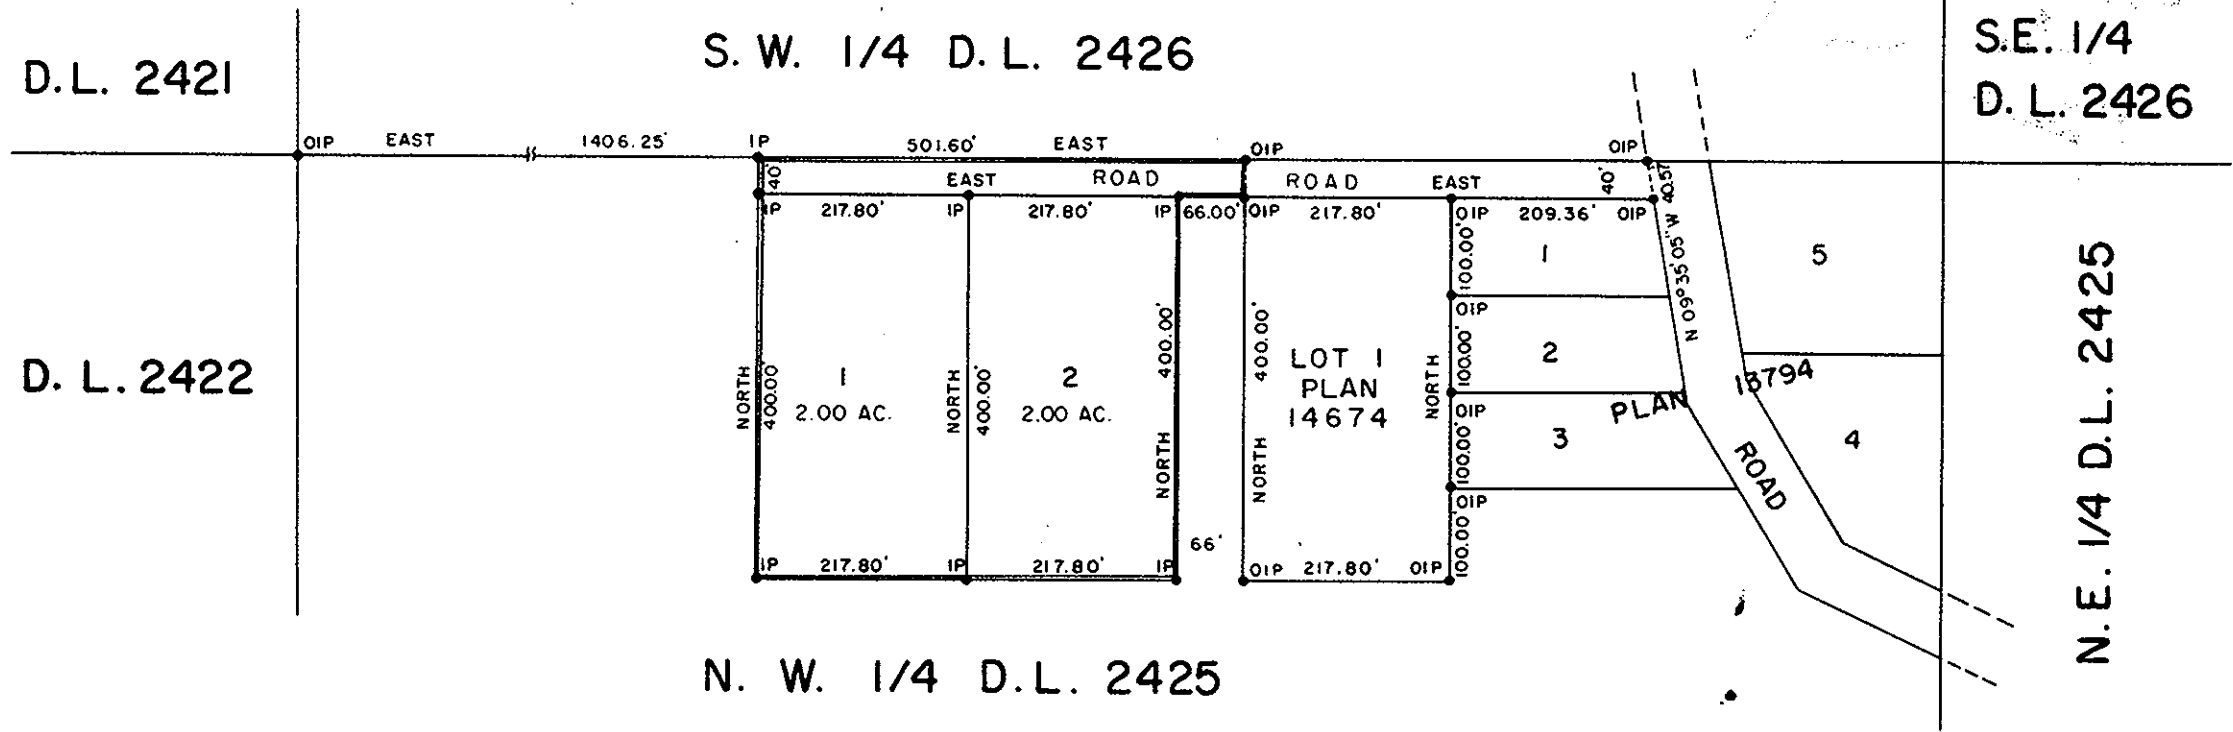 S. W. 1/4 D. L. 2426
S.E. 1/4
D. L. 2426
D. L. 2421
OIP EAST 1406.25' IP 501.60' EAST OIP OIP
40' EAST ROAD ROAD EAST 40' 40.57
IP 217.80' IP 217.80' IP 66.00' OIP 217.80' OIP 209.36' OIP
N 09° 35' 05" W
100.00'
1
5
OIP
400.00'
400.00'
100.00'
2
LOT 1
PLAN
14674
NORTH
D. L. 2422
NORTH
400.00'
1
2.00 AC.
NORTH
400.00'
2
2.00 AC.
PLAN 13794
OIP
3
4
100.00'
NORTH
NORTH
ROAD
OIP
100.00'
66'
IP 217.80' IP 217.80' IP OIP 217.80' OIP
N. E. 1/4 D.L. 2425
N. W. 1/4 D. L. 2425